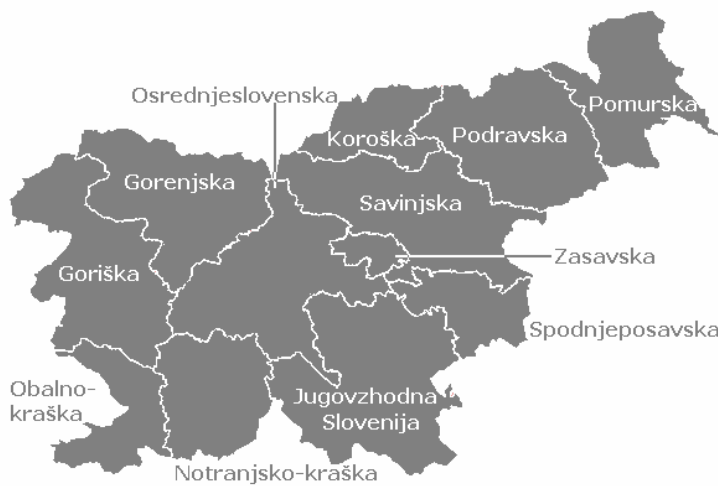 Osrednjeslovenska
Pomurska
Koroška
Podravska
Gorenjska
Savinjska
Zasavska
Goriška
Spodnjeposavska
Obalno-
kraška
Jugovzhodna
Slovenija
Notranjsko-kraška